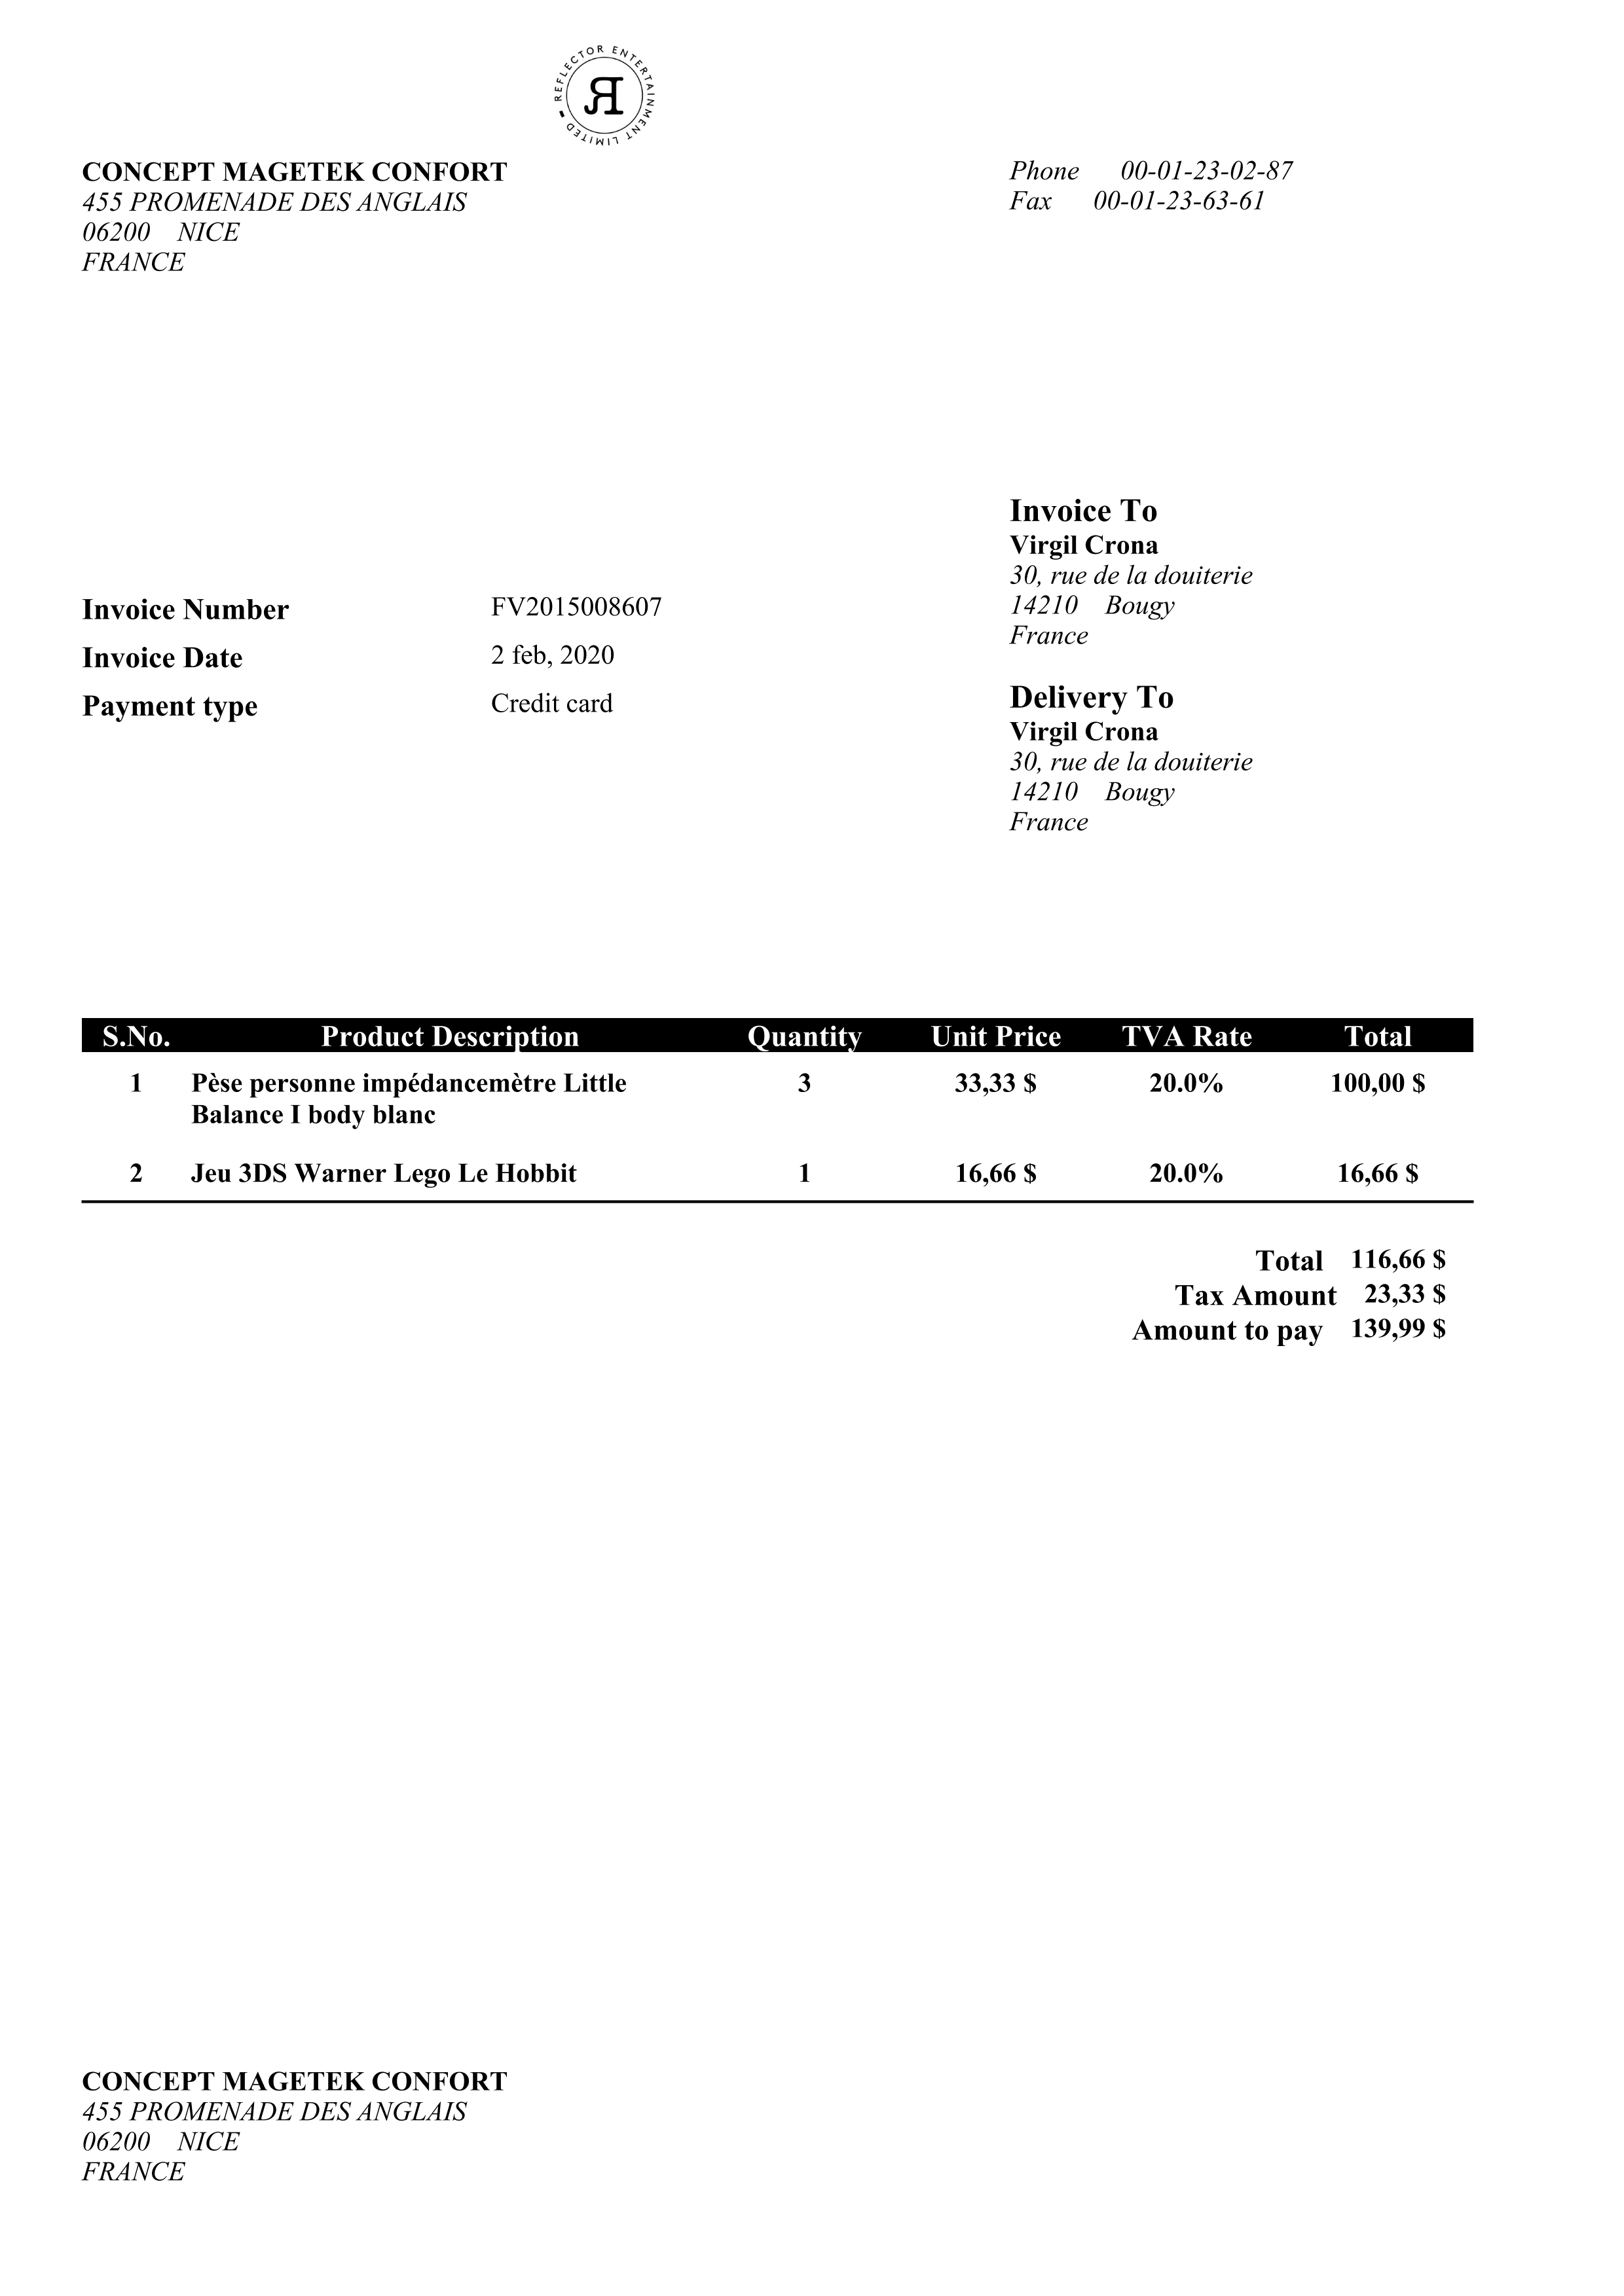 REFLECTOR ENTERTAINMENT LIMITED
R
CONCEPT MAGETEK CONFORT
455 PROMENADE DES ANGLAIS
06200 NICE
FRANCE
Phone 00-01-23-02-87
Fax 00-01-23-63-61
Invoice To
Virgil Crona
30, rue de la douiterie
14210 Bougy
France
Invoice Number FV2015008607
Invoice Date 2 feb, 2020
Payment type Credit card
Delivery To
Virgil Crona
30, rue de la douiterie
14210 Bougy
France
S.No. Product Description Quantity Unit Price TVA Rate Total
1 Pèse personne impédancemètre Little 3 33,33 $ 20.0% 100,00 $
Balance I body blanc
2 Jeu 3DS Warner Lego Le Hobbit 1 16,66 $ 20.0% 16,66 $
Total 116,66 $
Tax Amount 23,33 $
Amount to pay 139,99 $
CONCEPT MAGETEK CONFORT
455 PROMENADE DES ANGLAIS
06200 NICE
FRANCE